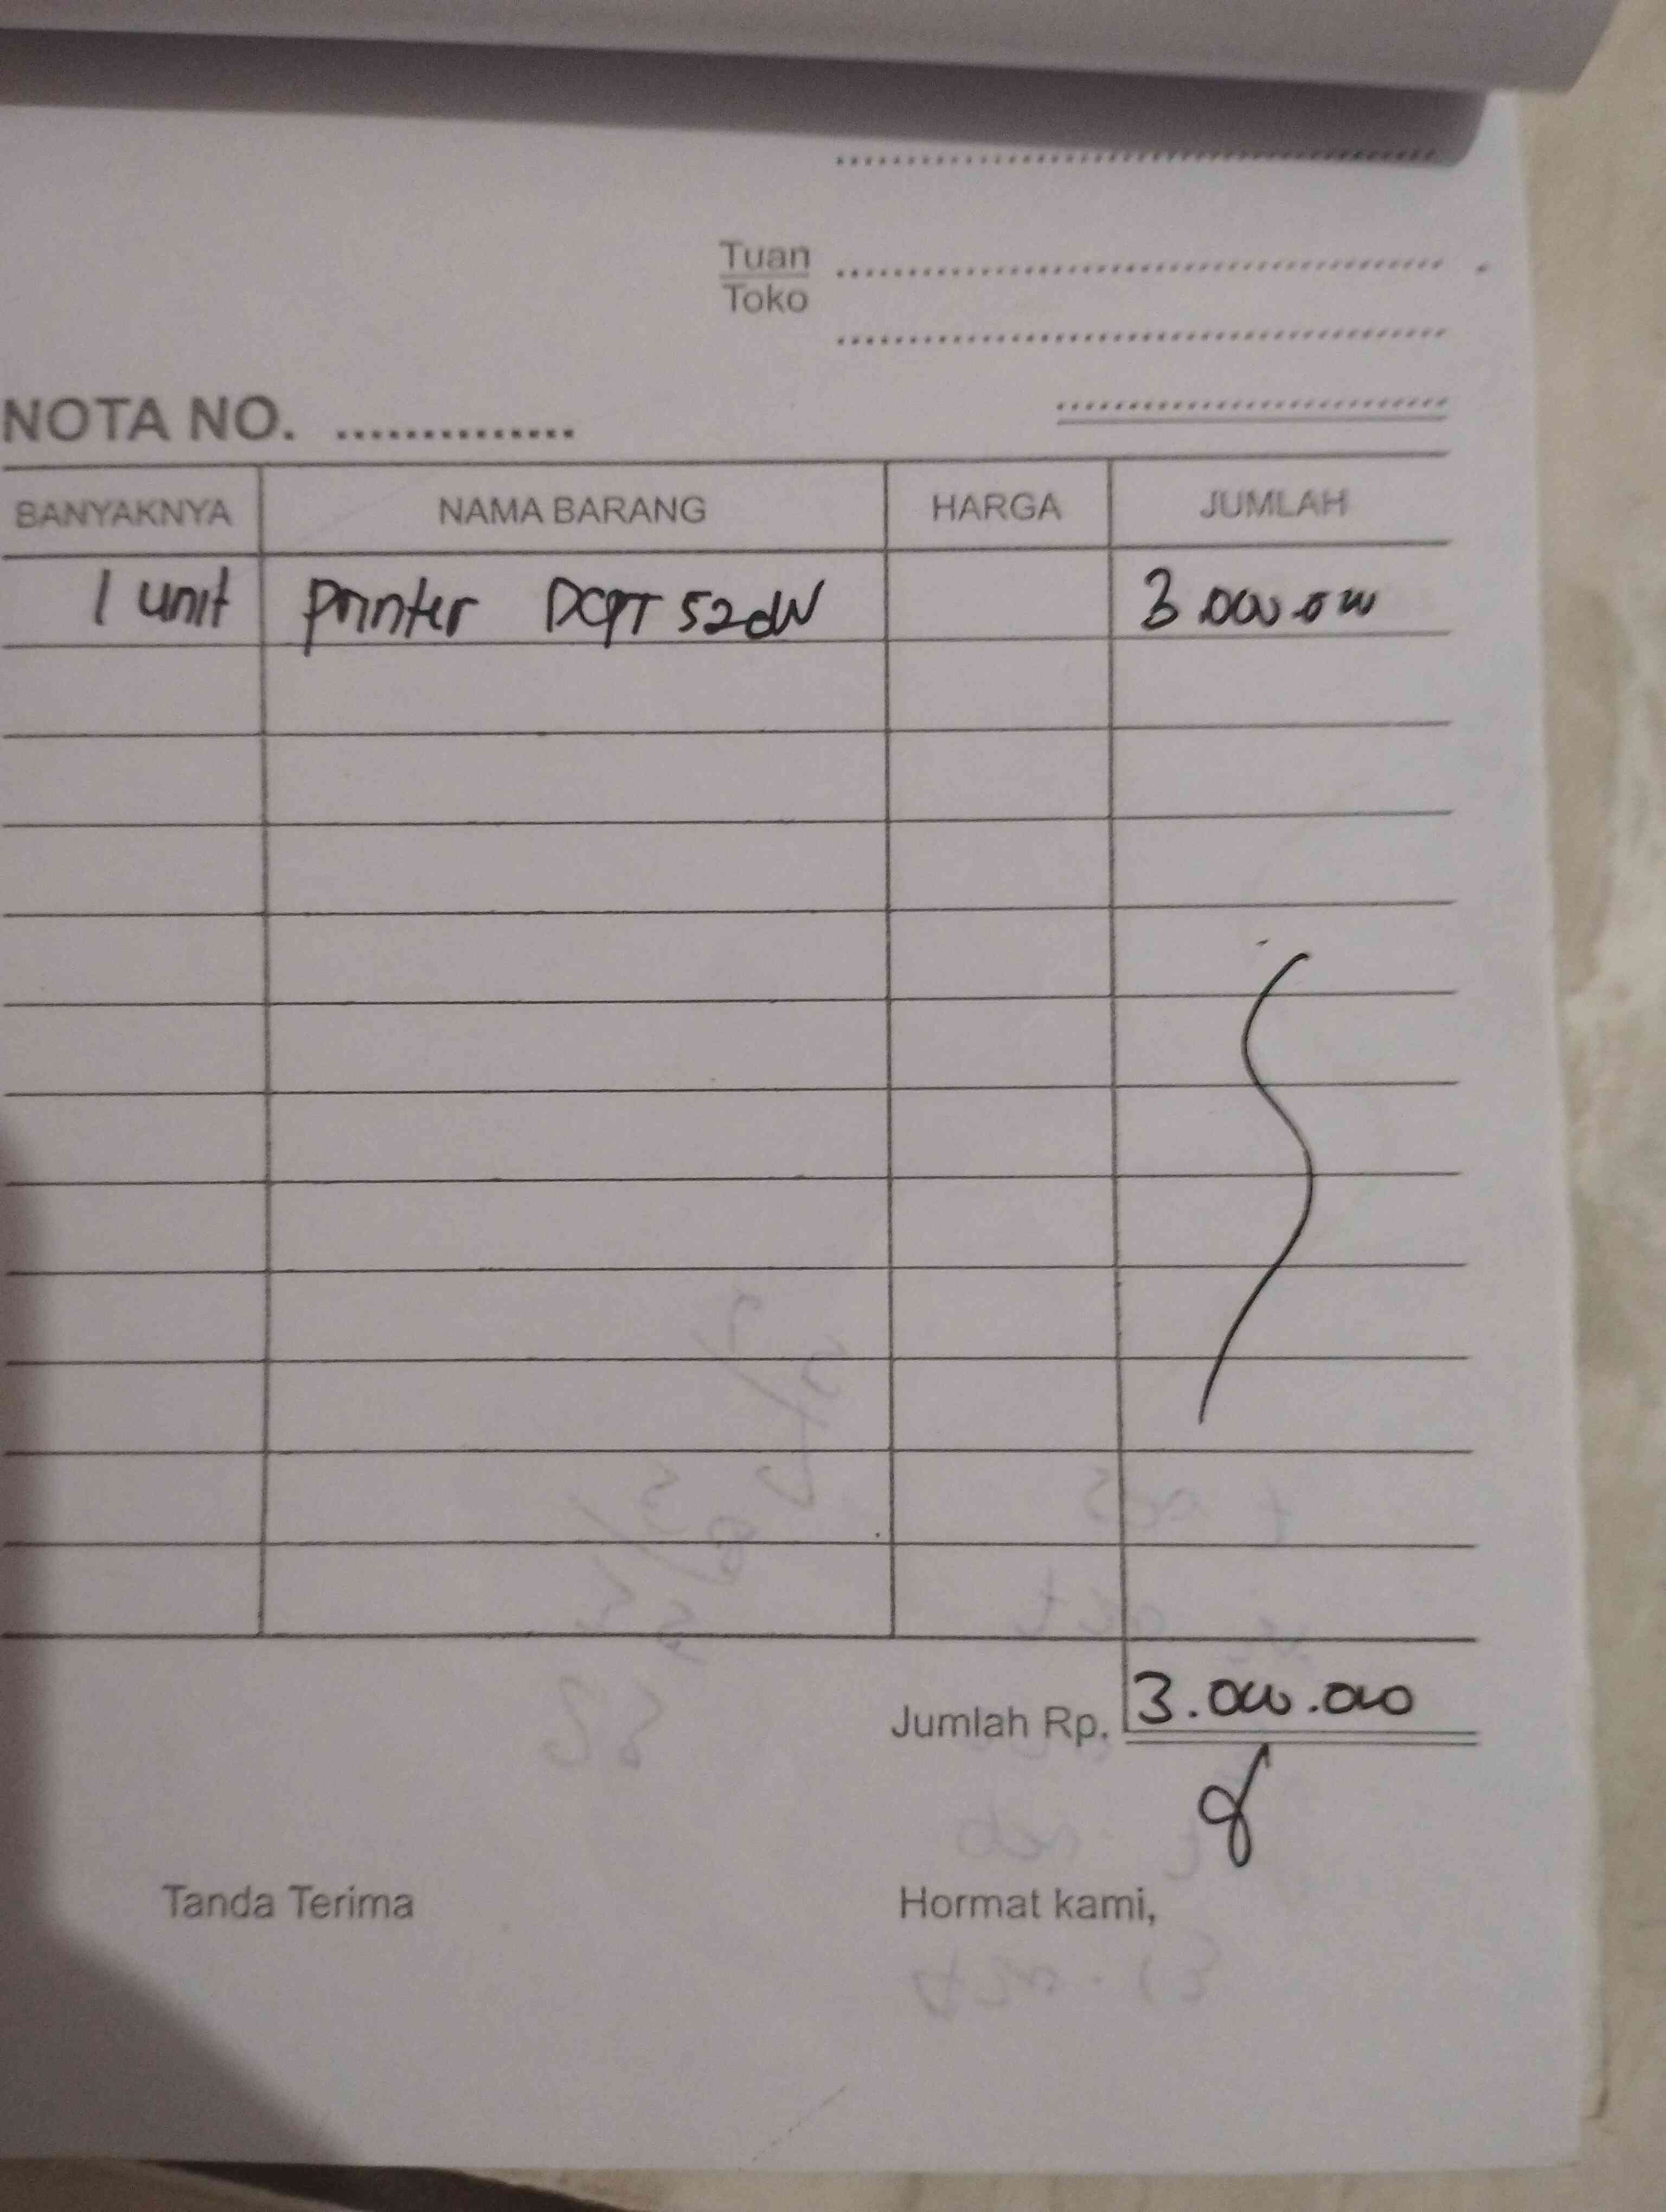 Tuan
Toko
NOTA NO. ..............
BANYAKNYA NAMA BARANG HARGA JUMLAH
1 unit printer DCPT 520W 3.000.000
Jumlah Rp. 3.000.000
Tanda Terima Hormat kami,